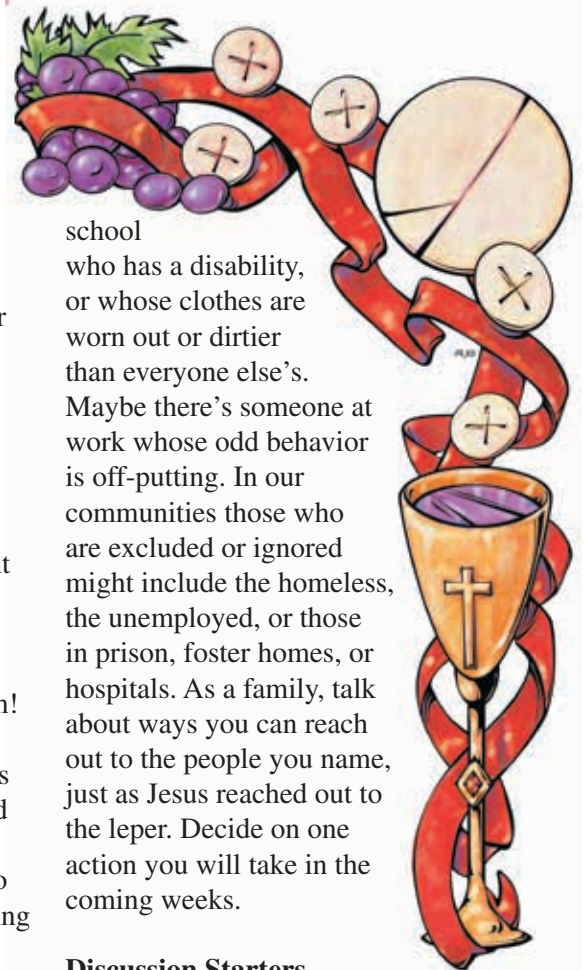 school
who has a disability,
or whose clothes are
worn out or dirtier
than everyone else's.
Maybe there's someone at
work whose odd behavior
is off-putting. In our
communities those who
are excluded or ignored
might include the homeless,
the unemployed, or those
in prison, foster homes, or
hospitals. As a family, talk
about ways you can reach
out to the people you name,
just as Jesus reached out to
the leper. Decide on one
action you will take in the
coming weeks.
Discussion Starters